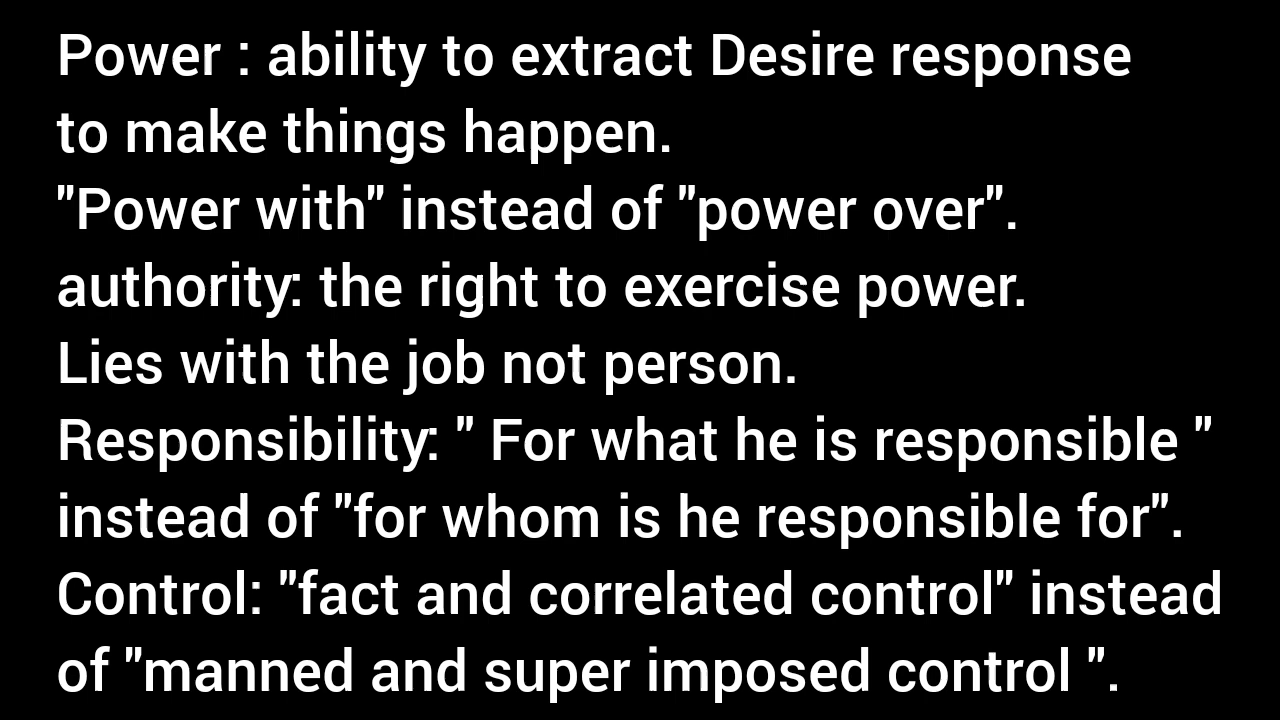 Power : ability to extract Desire response
to make things happen.
"Power with" instead of "power over".
authority: the right to exercise power.
Lies with the job not person.
Responsibility: " For what he is responsible "
instead of "for whom is he responsible for".
Control: "fact and correlated control" instead
of "manned and super imposed control ".